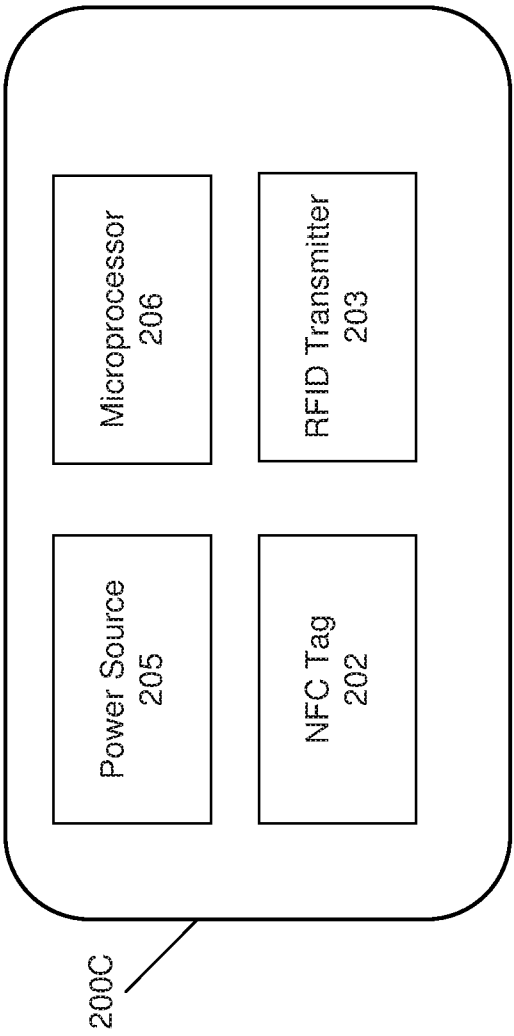 200C
Power Source
205
Microprocessor
206
NFC Tag
202
RFID Transmitter
203